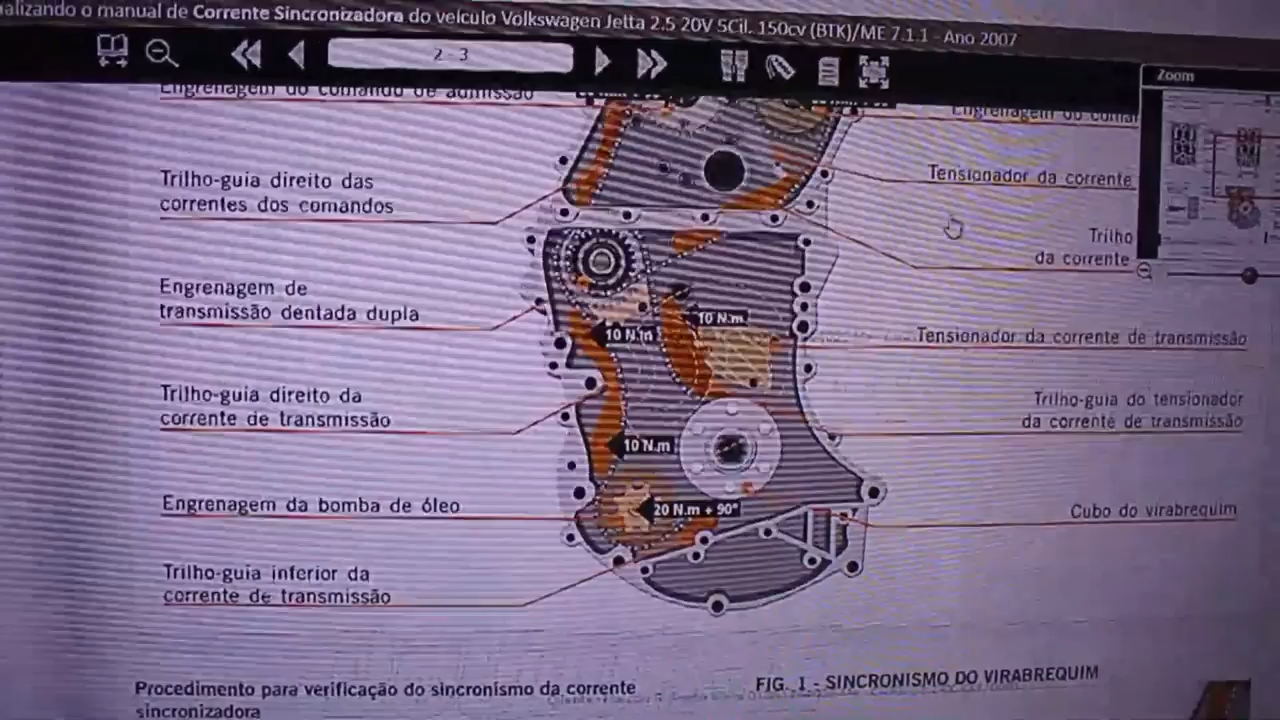 alizando o manual de Corrente Sincronizadora do veículo Volkswagen Jetta 2.5 20V 5Cil. 150cv (BTK)/ME 7.1.1 - Ano 2007
2 - 3
Zoom
Engrenagem do comando de admissão
Engrenagem do comar
Trilho-guia direito das
correntes dos comandos
Tensionador da corrente
Trilho
da corrente
Engrenagem de
transmissão dentada dupla
10 N.m
10 N.m
Tensionador da corrente de transmissão
Trilho-guia direito da
corrente de transmissão
Trilho-guia do tensionador
da corrente de transmissão
10 N.m
Engrenagem da bomba de óleo
20 N.m + 90°
Cubo do virabrequim
Trilho-guia inferior da
corrente de transmissão
FIG. 1 - SINCRONISMO DO VIRABREQUIM
Procedimento para verificação do sincronismo da corrente
sincronizadora